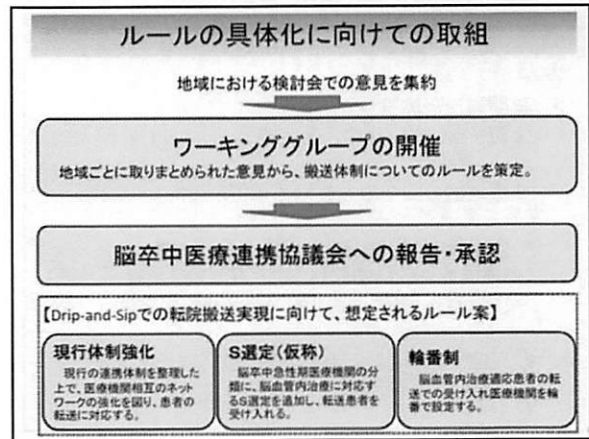 ルールの具体化に向けての取組
地域における検討会での意見を集約
ワーキンググループの開催
地域ごとに取りまとめられた意見から、搬送体制についてのルールを策定。
脳卒中医療連携協議会への報告・承認
【Drip-and-Sipでの転院搬送実現に向けて、想定されるルール案】
現行体制強化
現行の連携体制を整理した
上で、医療機関相互のネット
ワークの強化を図り、患者の
転送に対応する。
S選定(仮称)
脳卒中急性期医療機関の分
類に、脳血管内治療に対応す
るS選定を追加し、転送患者を
受け入れる。
輪番制
脳血管内治療適応患者の転
送での受け入れ医療機関を輪
番で設定する。